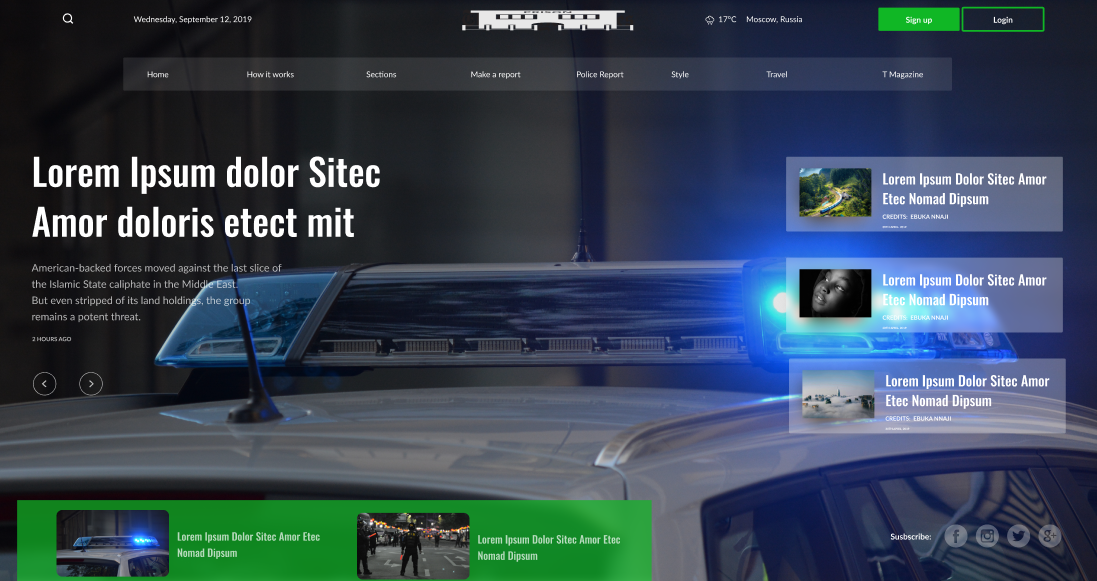 Wednesday, September 12, 2019
PRISON
17°C Moscow, Russia
Sign up
Login
Home
How it works
Sections
Make a report
Police Report
Style
Travel
T Magazine
Lorem Ipsum dolor Sitec
Amor doloris etect mit
American-backed forces moved against the last slice of
the Islamic State caliphate in the Middle East.
But even stripped of its land holdings, the group
remains a potent threat.
2 HOURS AGO
Lorem Ipsum Dolor Sitec Amor
Etec Nomad Dipsum
CREDITS: EBUKA NNAJI
Lorem Ipsum Dolor Sitec Amor
Etec Nomad Dipsum
CREDITS: EBUKA NNAJI
Lorem Ipsum Dolor Sitec Amor
Etec Nomad Dipsum
CREDITS: EBUKA NNAJI
Lorem Ipsum Dolor Sitec Amor Etec
Nomad Dipsum
Lorem Ipsum Dolor Sitec Amor Etec
Nomad Dipsum
Susbscribe: